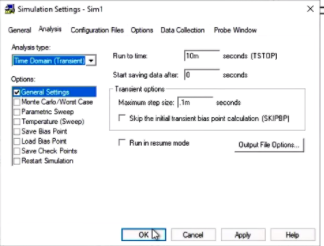 Simulation Settings - Sim1
General Analysis Configuration Files Options Data Collection Probe Window
Analysis type:
Time Domain (Transient)
Options:
General Settings
Monte Carlo/Worst Case
Parametric Sweep
Temperature (Sweep)
Save Bias Point
Load Bias Point
Save Check Points
Restart Simulation
Run to time: 10m seconds (TSTOP)
Start saving data after: 0 seconds
Transient options
Maximum step size: .1m seconds
Skip the initial transient bias point calculation (SKIPBP)
Run in resume mode Output File Options...
OK Cancel Apply Help